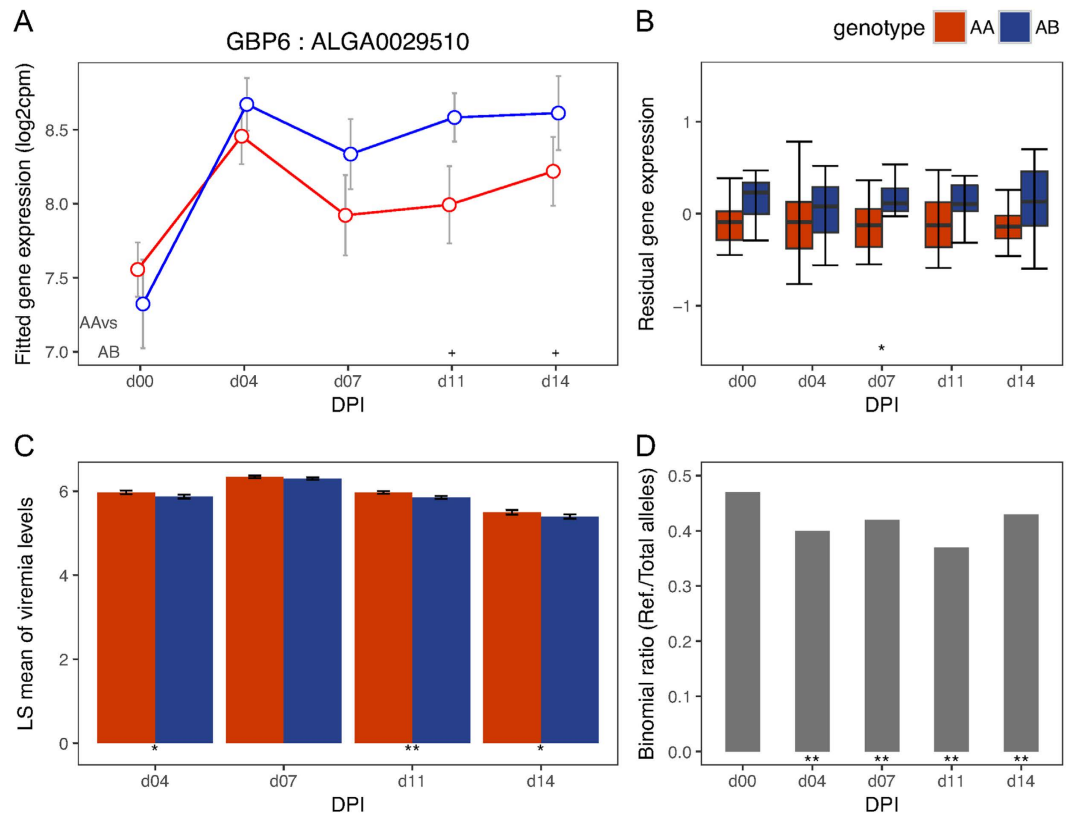 A
GBP6 : ALGA0029510
Fitted gene expression (log2cpm)
8.5
8.0
7.5
7.0
AAvs
AB
+ +
d00 d04 d07 d11 d14
DPI
B
genotype AA AB
Residual gene expression
1
0
−1
*
d00 d04 d07 d11 d14
DPI
C
LS mean of viremia levels
6
4
2
0
* ** *
d04 d07 d11 d14
DPI
D
Binomial ratio (Ref./Total alleles)
0.5
0.4
0.3
0.2
0.1
0.0
** ** ** **
d00 d04 d07 d11 d14
DPI